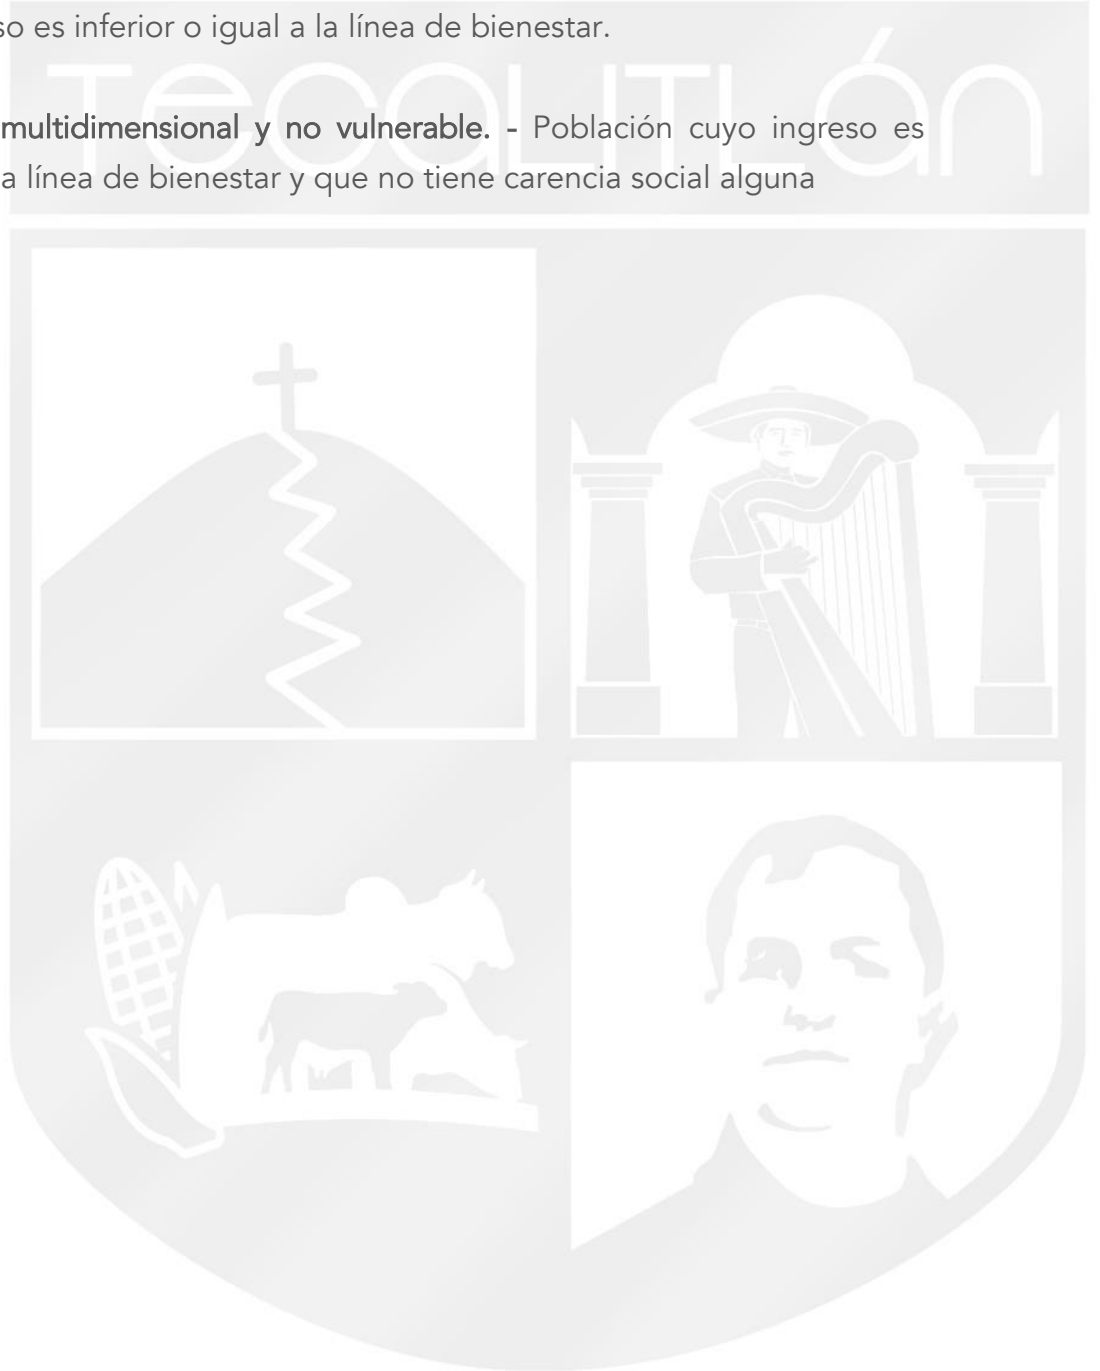 so es inferior o igual a la línea de bienestar.
Tecalitlán
multidimensional y no vulnerable. - Población cuyo ingreso es
a línea de bienestar y que no tiene carencia social alguna